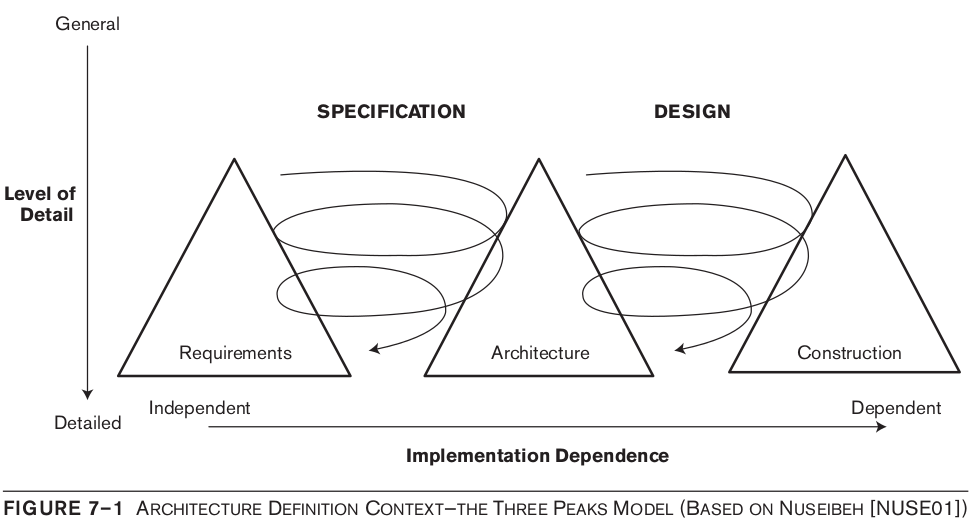 General
SPECIFICATION
DESIGN
Level of
Detail
Requirements
Architecture
Construction
Independent
Dependent
Detailed
Implementation Dependence
FIGURE 7–1 ARCHITECTURE DEFINITION CONTEXT—THE THREE PEAKS MODEL (BASED ON NUSEIBEH [NUSE01])